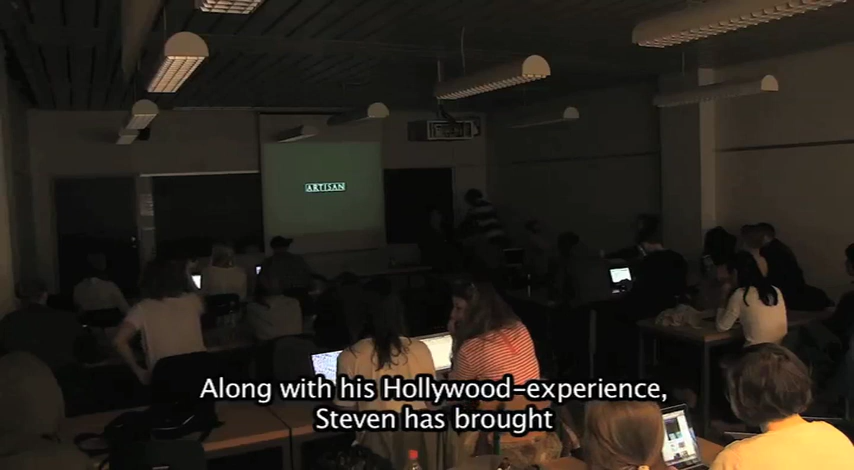 ARTISAN
Along with his Hollywood-experience,
Steven has brought